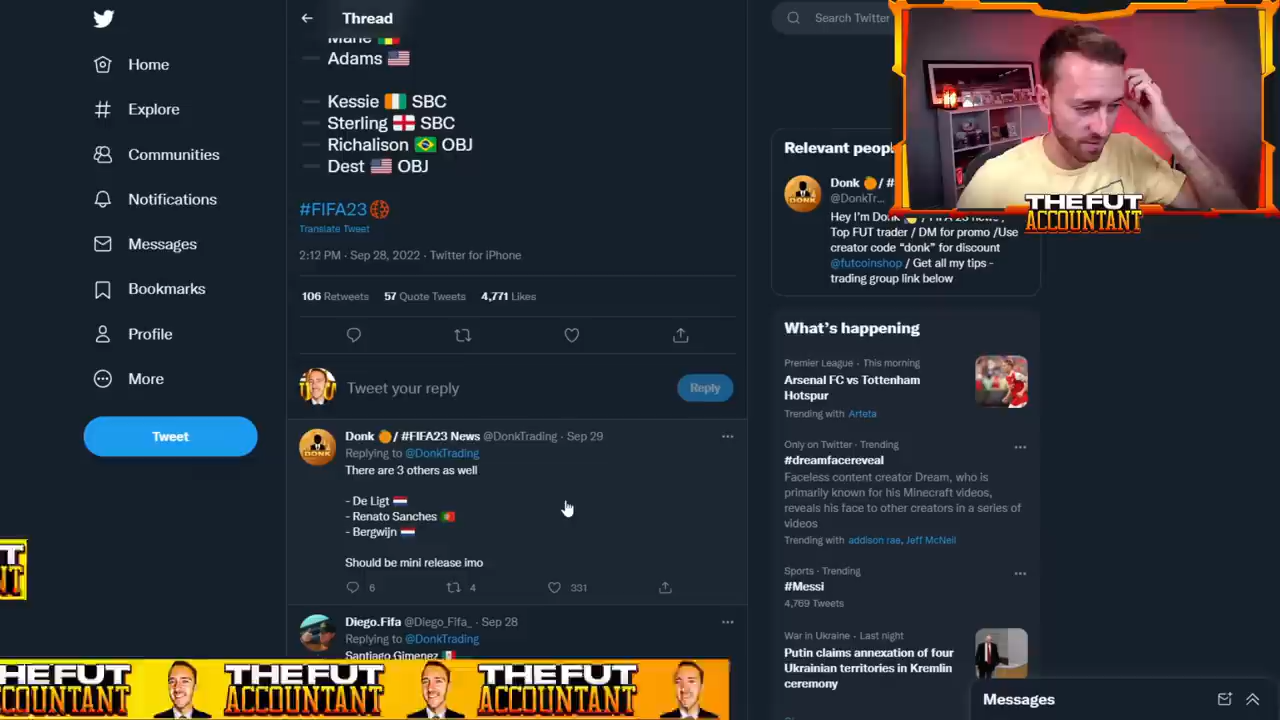 Home
Explore
Communities
Notifications
Messages
Bookmarks
Profile
More
Tweet
Thread
Adams
Kessie SBC
Sterling SBC
Richalison OBJ
Dest OBJ
#FIFA23
Translate Tweet
2:12 PM · Sep 28, 2022 · Twitter for iPhone
106 Retweets 57 Quote Tweets 4,771 Likes
Tweet your reply
Reply
Donk / #FIFA23 News @DonkTrading · Sep 29
Replying to @DonkTrading
There are 3 others as well
- De Ligt
- Renato Sanches
- Bergwijn
Should be mini release imo
6 4 331
Diego.Fifa @Diego_Fifa_ · Sep 28
Replying to @DonkTrading
Santiago Gimenez
Search Twitter
Relevant peop
Donk / #
@DonkTr...
Hey I'm Donk / FIFA 23 news ,
Top FUT trader / DM for promo /Use
creator code “donk” for discount
@futcoinshop / Get all my tips -
trading group link below
What's happening
Premier League · This morning
Arsenal FC vs Tottenham
Hotspur
Trending with Arteta
Only on Twitter · Trending
#dreamfacereveal
Faceless content creator Dream, who is
primarily known for his Minecraft videos,
reveals his face to other creators in a series of
videos
Trending with addison rae, Jeff McNeil
Sports · Trending
#Messi
4,769 Tweets
War in Ukraine · Last night
Putin claims annexation of four
Ukrainian territories in Kremlin
ceremony
Messages
THE FUT
ACCOUNTANT
THE FUT
ACCOUNTANT
THE FUT
ACCOUNTANT
THE FUT
ACCOUNTANT